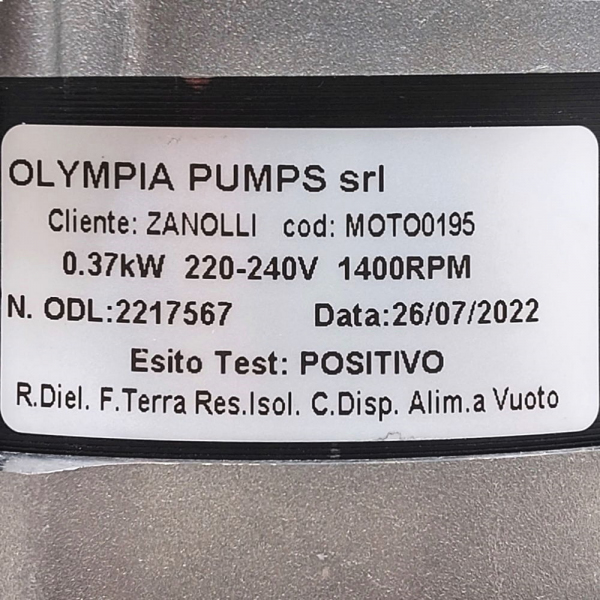 OLYMPIA PUMPS srl
Cliente: ZANOLLI cod: MOTO0195
0.37kW 220-240V 1400RPM
N. ODL:2217567 Data:26/07/2022
Esito Test: POSITIVO
R.Diel. F.Terra Res.Isol. C.Disp. Alim.a Vuoto